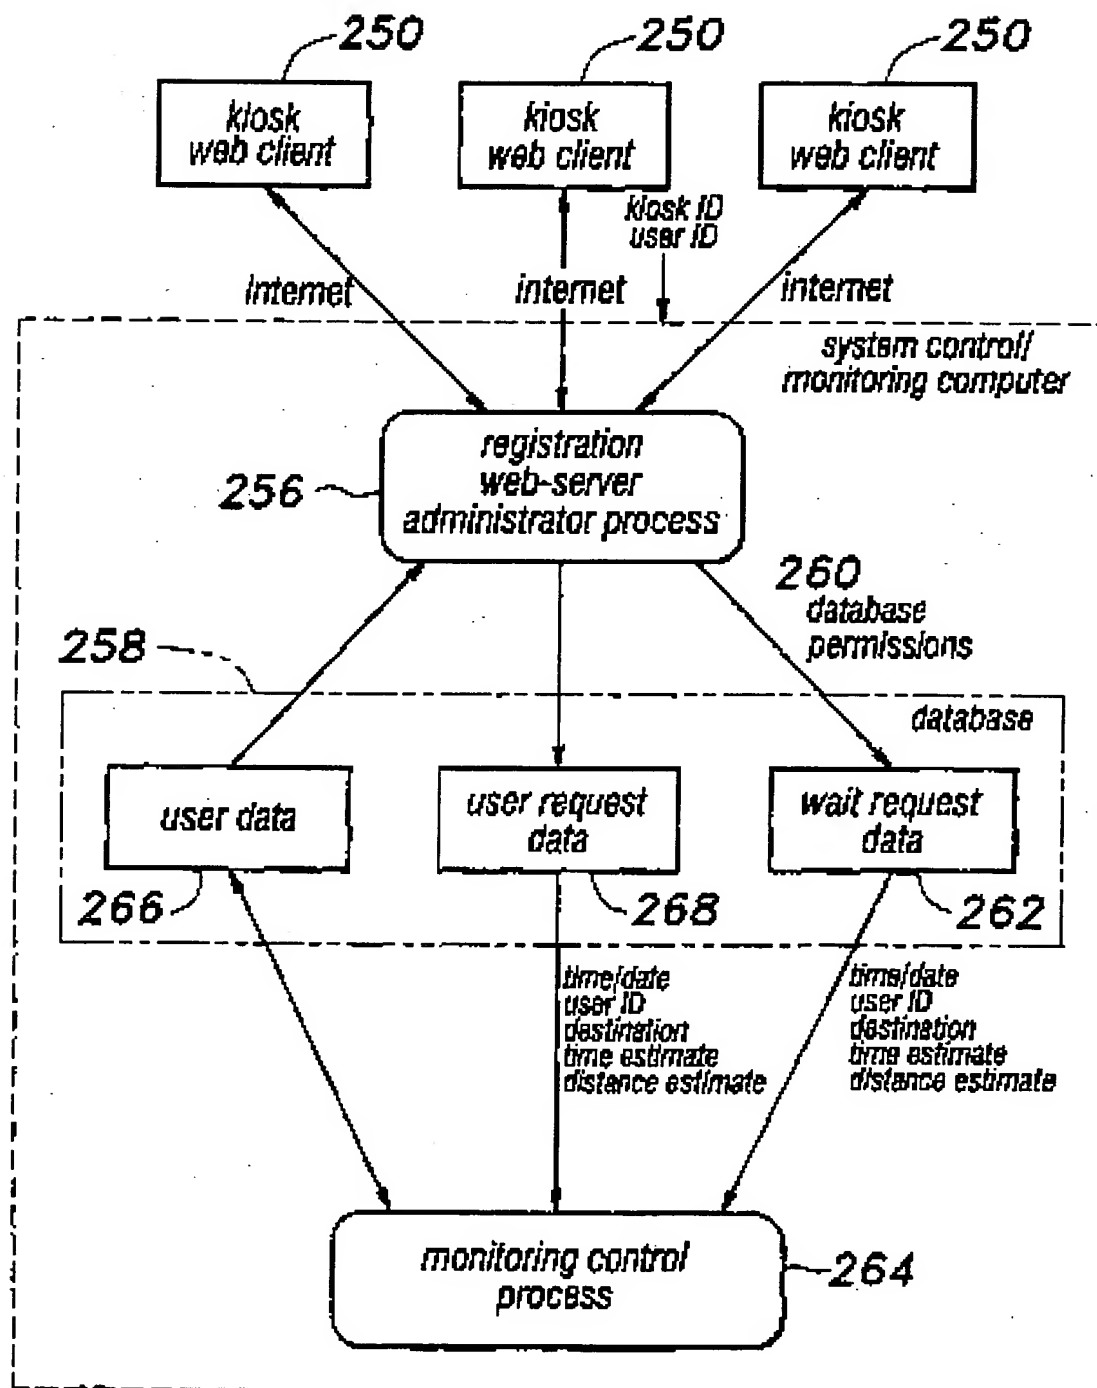 250 250 250
kiosk
web client
kiosk
web client
kiosk
web client
kiosk ID
user ID
internet internet internet
system control/
monitoring computer
registration
web-server
administrator process
256
260
database
permissions
258
database
user data
user request
data
wait request
data
266 268 262
time/date
user ID
destination
time estimate
distance estimate
time/date
user ID
destination
time estimate
distance estimate
monitoring control
process
264